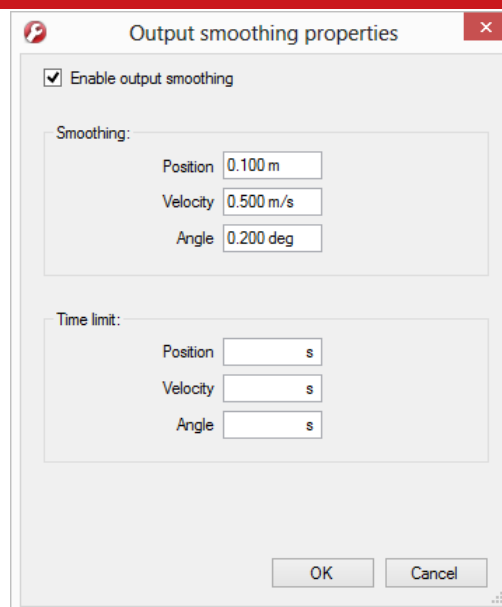 Output smoothing properties
Enable output smoothing
Smoothing:
Position 0.100 m
Velocity 0.500 m/s
Angle 0.200 deg
Time limit:
Position s
Velocity s
Angle s
OK Cancel